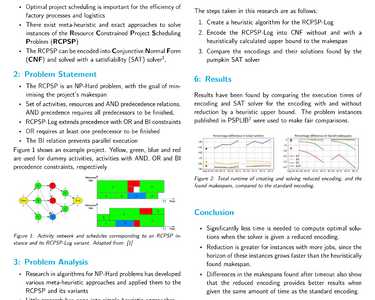 • Optimal project scheduling is important for the efficiency of
factory processes and logistics
• There exist meta-heuristic and exact approaches to solve
instances of the Resource Constrained Project Scheduling
Problem (RCPSP)
• The RCPSP can be encoded into Conjunctive Normal Form
(CNF) and solved with a satisfiability (SAT) solver¹.
2: Problem Statement
• The RCPSP is an NP-Hard problem, with the goal of min-
imising the project's makespan
• Set of activities, resources and AND precedence relations.
AND precedence requires all predecessors to be finished.
• RCPSP-Log extends precedence with OR and BI constraints
• OR requires at least one predecessor to be finished
• The BI relation prevents parallel execution
Figure 1 shows an example project. Yellow, green, blue and red
are used for dummy activities, activities with AND, OR and BI
precedence constraints, respectively
Figure 1: Activity network and schedules corresponding to an RCPSP in-
stance and its RCPSP-Log variant. Adapted from: [1]
3: Problem Analysis
• Research in algorithms for NP-Hard problems has developed
various meta-heuristic approaches and applied them to the
RCPSP and its variants
The steps taken in this research are as follows:
1. Create a heuristic algorithm for the RCPSP-Log
2. Encode the RCPSP-Log into CNF without and with a
heuristically calculated upper bound to the makespan
3. Compare the encodings and their solutions found by the
pumpkin SAT solver
6: Results
Results have been found by comparing the execution times of
encoding and SAT solver for the encoding with and without
reduction by a heuristic upper bound. The problem instances
published in PSPLIB² were used to make fair comparisons.
Figure 2: Total runtime of creating and solving reduced encoding, and the
found makespans, compared to the standard encoding.
Conclusion
• Significantly less time is needed to compute optimal solu-
tions when the solver is given a reduced encoding.
• Reduction is greater for instances with more jobs, since the
horizon of these instances grows faster than the heuristically
found makespan.
• Differences in the makespans found after timeout also show
that the reduced encoding provides better results when
given the same amount of time as the standard encoding.